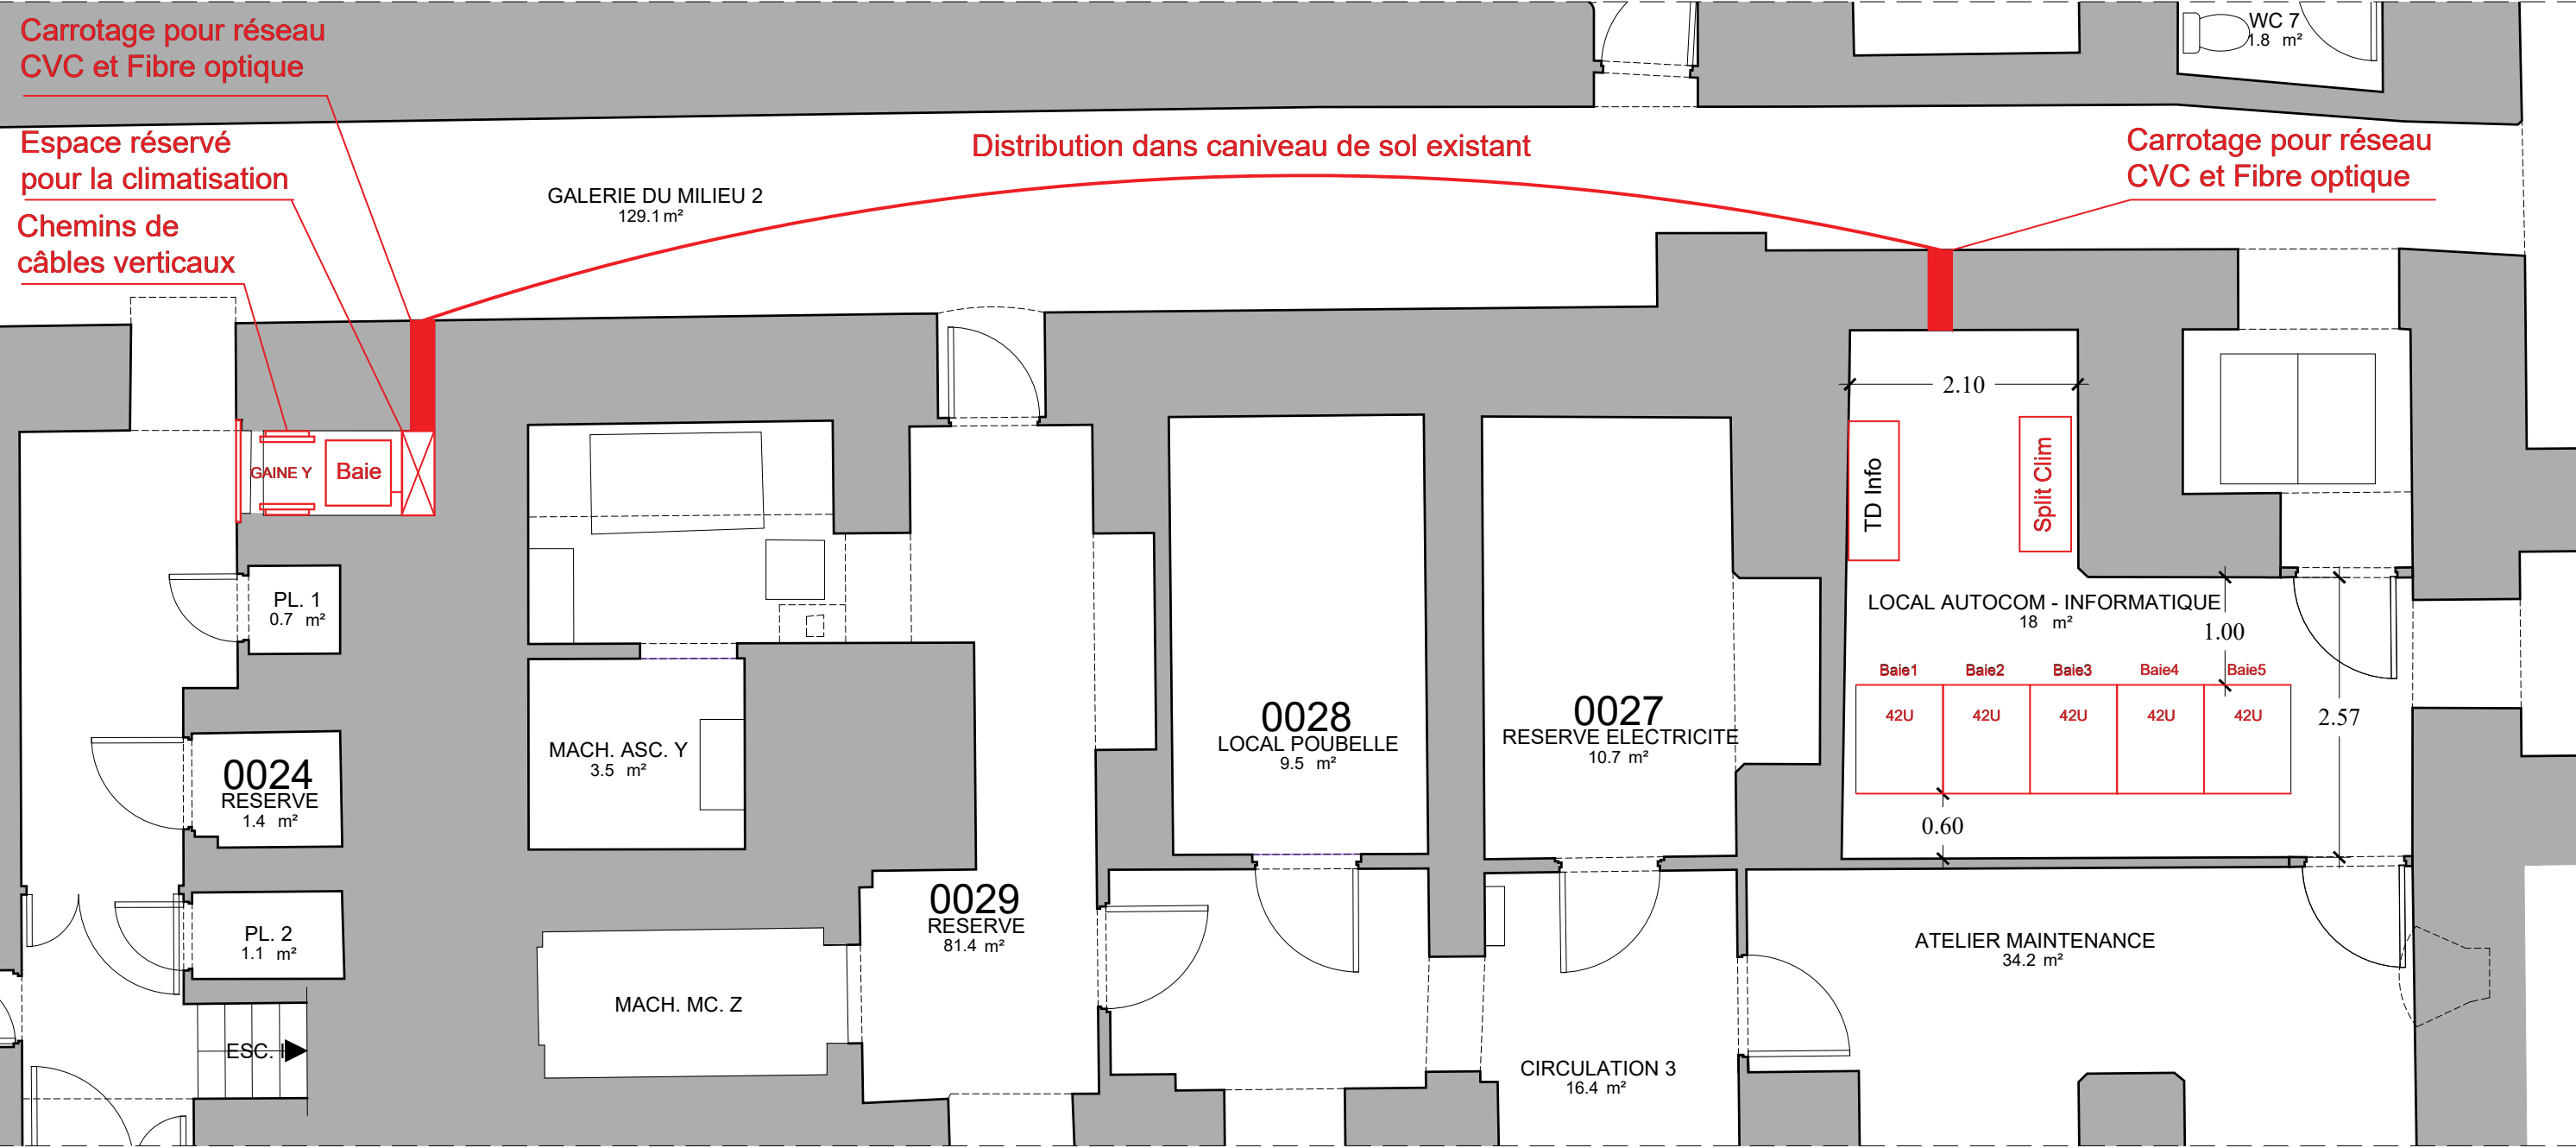 Carrotage pour réseau
CVC et Fibre optique
WC 7
1.8 m²
Espace réservé
pour la climatisation
Distribution dans caniveau de sol existant
Carrotage pour réseau
CVC et Fibre optique
GALERIE DU MILIEU 2
129.1 m²
Chemins de
câbles verticaux
2.10
GAINE Y
Baie
TD Info
Split Clim
PL. 1
0.7 m²
LOCAL AUTOCOM - INFORMATIQUE
18 m²
1.00
Baie1
Baie2
Baie3
Baie4
Baie5
42U
42U
42U
42U
42U
2.57
0028
LOCAL POUBELLE
9.5 m²
0027
RESERVE ELECTRICITE
10.7 m²
MACH. ASC. Y
3.5 m²
0024
RESERVE
1.4 m²
0.60
0029
RESERVE
81.4 m²
PL. 2
1.1 m²
ATELIER MAINTENANCE
34.2 m²
MACH. MC. Z
ESC.
CIRCULATION 3
16.4 m²